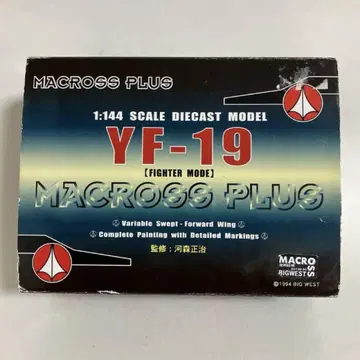 MACROSS PLUS
1:144 SCALE DIECAST MODEL
YF-19
[FIGHTER MODE]
MACROSS PLUS
Variable Swept-Forward Wing
Complete Painting with Detailed Markings
監修:河森正治
MACROSS
BIGWEST
©1994 BIG WEST